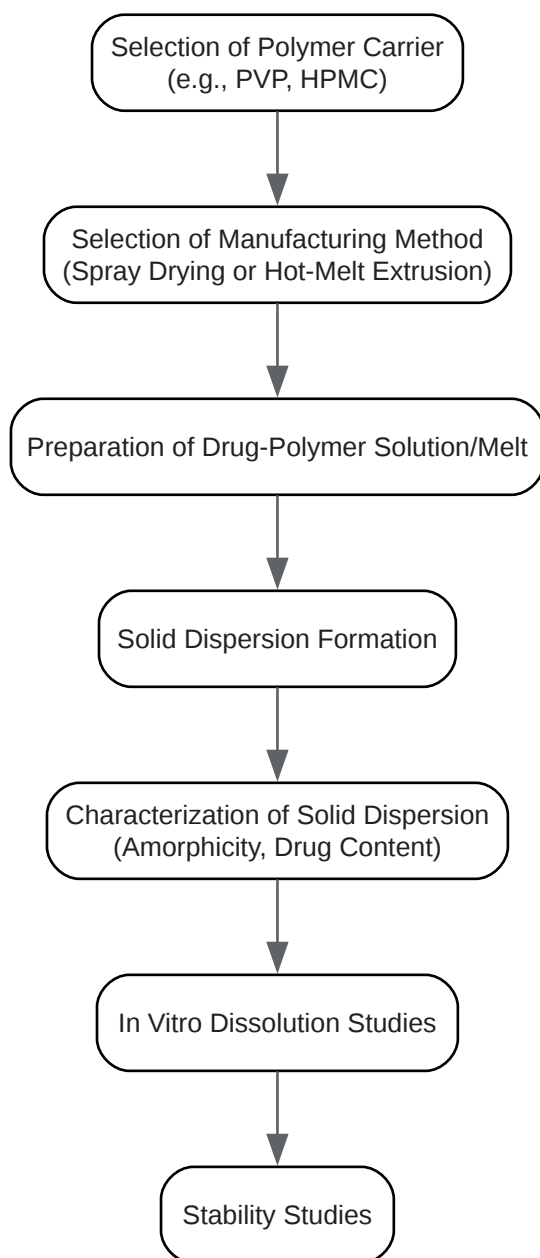 Selection of Polymer Carrier
(e.g., PVP, HPMC)
Selection of Manufacturing Method
(Spray Drying or Hot-Melt Extrusion)
Preparation of Drug-Polymer Solution/Melt
Solid Dispersion Formation
Characterization of Solid Dispersion
(Amorphicity, Drug Content)
In Vitro Dissolution Studies
Stability Studies